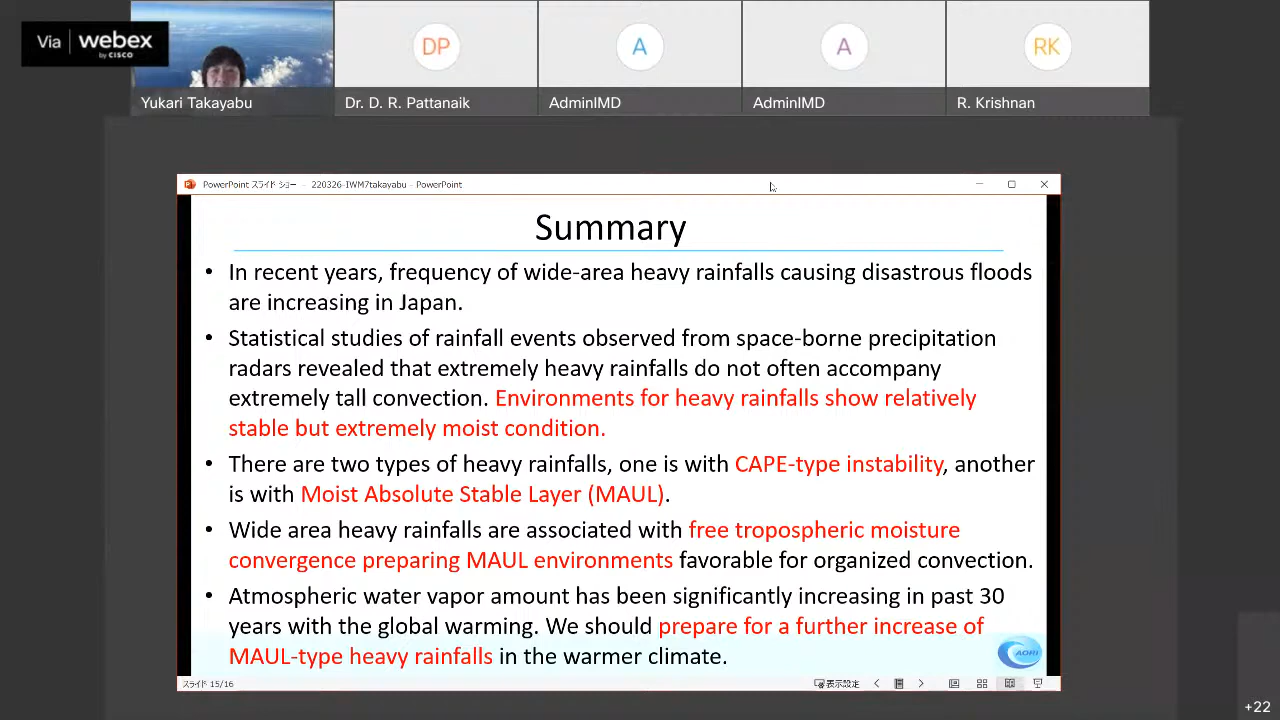 Via webex
by CISCO
DP
A
A
RK
Yukari Takayabu
Dr. D. R. Pattanaik
AdminIMD
AdminIMD
R. Krishnan
PowerPoint スライド ショー - 220326-IWM7takayabu - PowerPoint
Summary
• In recent years, frequency of wide-area heavy rainfalls causing disastrous floods
are increasing in Japan.
• Statistical studies of rainfall events observed from space-borne precipitation
radars revealed that extremely heavy rainfalls do not often accompany
extremely tall convection. Environments for heavy rainfalls show relatively
stable but extremely moist condition.
• There are two types of heavy rainfalls, one is with CAPE-type instability, another
is with Moist Absolute Stable Layer (MAUL).
• Wide area heavy rainfalls are associated with free tropospheric moisture
convergence preparing MAUL environments favorable for organized convection.
• Atmospheric water vapor amount has been significantly increasing in past 30
years with the global warming. We should prepare for a further increase of
MAUL-type heavy rainfalls in the warmer climate.
AORI
スライド 15/16
表示設定
+22